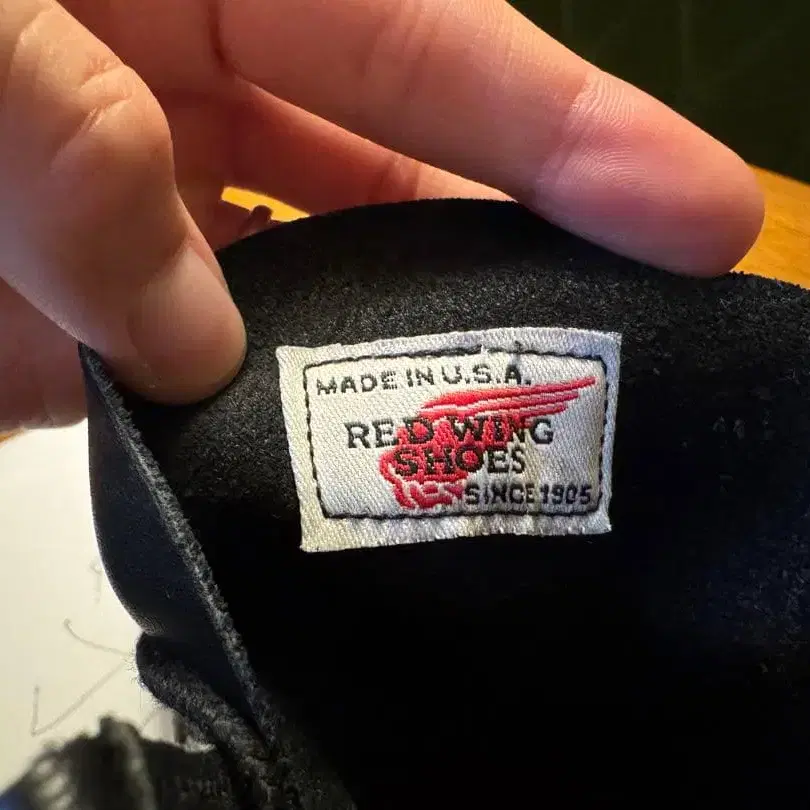 MADE IN U.S.A.
RED WING
SHOES
SINCE 1905